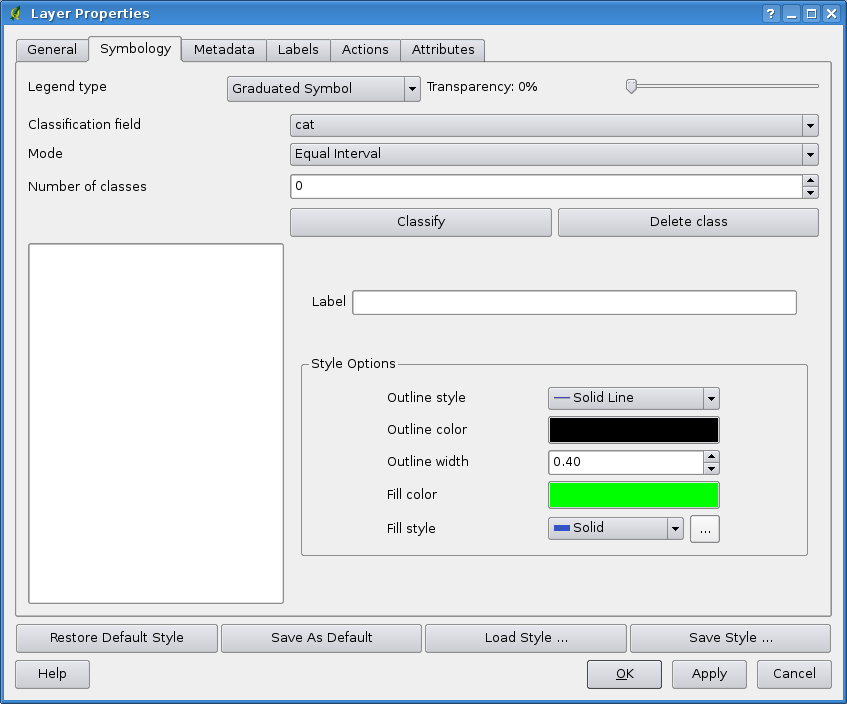 Layer Properties
?
General Symbology Metadata Labels Actions Attributes
Legend type Graduated Symbol Transparency: 0%
Classification field cat
Mode Equal Interval
Number of classes 0
Classify Delete class
Label
Style Options
Outline style Solid Line
Outline color
Outline width 0.40
Fill color
Fill style Solid ...
Restore Default Style Save As Default Load Style ... Save Style ...
Help OK Apply Cancel